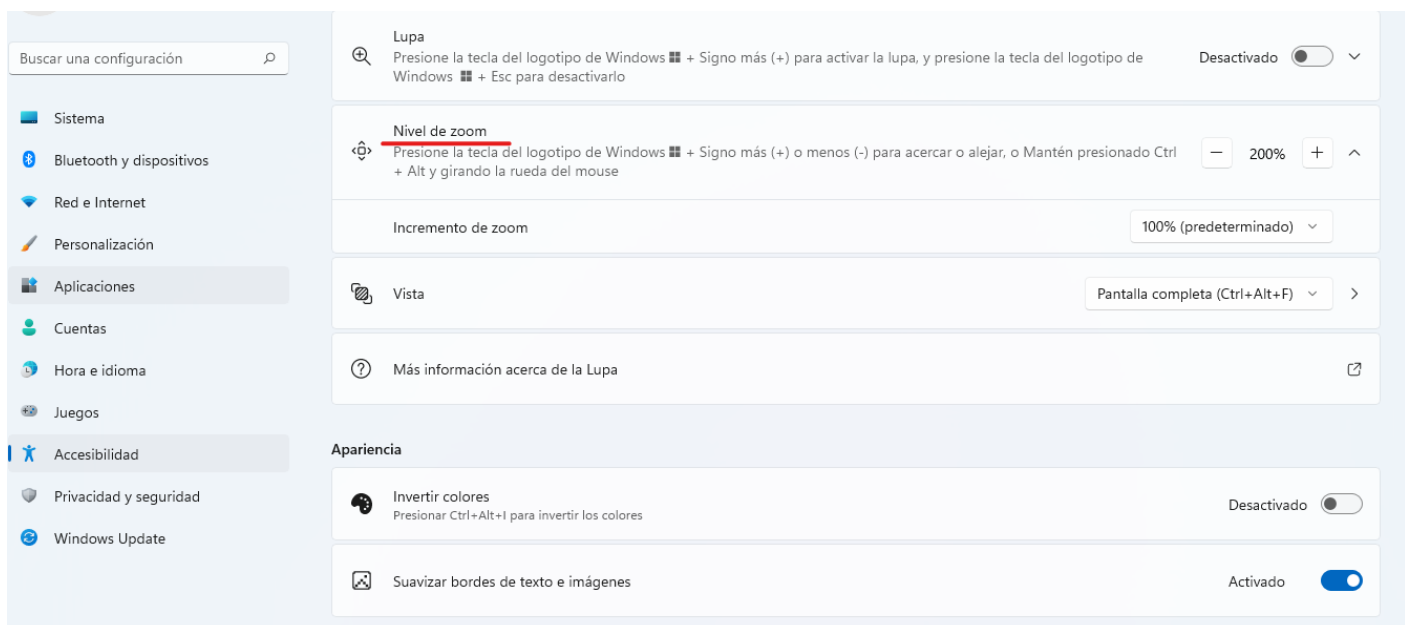 Buscar una configuración
Sistema
Bluetooth y dispositivos
Red e Internet
Personalización
Aplicaciones
Cuentas
Hora e idioma
Juegos
Accesibilidad
Privacidad y seguridad
Windows Update
Lupa
Presione la tecla del logotipo de Windows + Signo más (+) para activar la lupa, y presione la tecla del logotipo de
Windows + Esc para desactivarlo
Desactivado
Nivel de zoom
Presione la tecla del logotipo de Windows + Signo más (+) o menos (-) para acercar o alejar, o Mantén presionado Ctrl
+ Alt y girando la rueda del mouse
200%
Incremento de zoom
100% (predeterminado)
Vista
Pantalla completa (Ctrl+Alt+F)
Más información acerca de la Lupa
Apariencia
Invertir colores
Presionar Ctrl+Alt+I para invertir los colores
Desactivado
Suavizar bordes de texto e imágenes
Activado